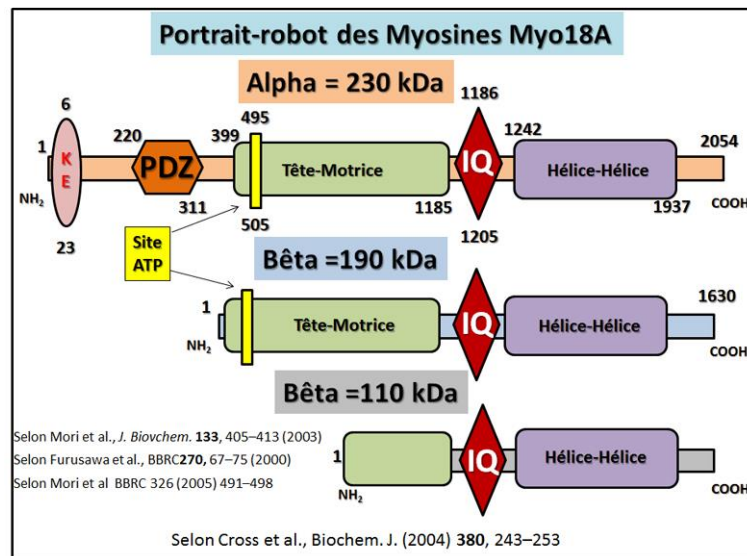 Portrait-robot des Myosines Myo18A
Alpha = 230 kDa
6
495
1186
220
399
1242
2054
1
K
E
PDZ
Tête-Motrice
IQ
Hélice-Hélice
NH2
311
505
1185
1205
1937
COOH
23
Site
ATP
Bêta =190 kDa
1
1630
Tête-Motrice
IQ
Hélice-Hélice
NH2
COOH
Bêta =110 kDa
Selon Mori et al., J. Biovchem. 133, 405–413 (2003)
Selon Furusawa et al., BBRC270, 67–75 (2000)
Selon Mori et al BBRC 326 (2005) 491–498
1
IQ
Hélice-Hélice
NH2
COOH
Selon Cross et al., Biochem. J. (2004) 380, 243–253